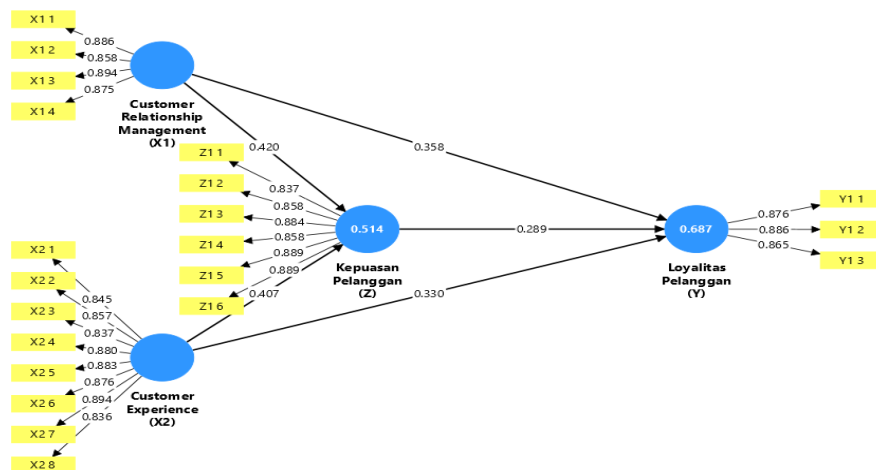 X1 1
0.886
X1 2
0.858
X1 3
0.894
0.875
X1 4
Customer
Relationship
Management
(X1)
0.420
0.358
Z1 1
0.837
Z1 2
0.858
Z1 3
0.884
Z1 4
0.858
Z1 5
0.889
Z1 6
0.889
0.407
0.514
Kepuasan
Pelanggan
(Z)
0.289
0.330
0.687
Loyalitas
Pelanggan
(Y)
0.876
Y1 1
0.886
Y1 2
0.865
Y1 3
X2 1
0.845
X2 2
0.857
X2 3
0.837
X2 4
0.880
X2 5
0.883
X2 6
0.876
X2 7
0.894
X2 8
0.836
Customer
Experience
(X2)